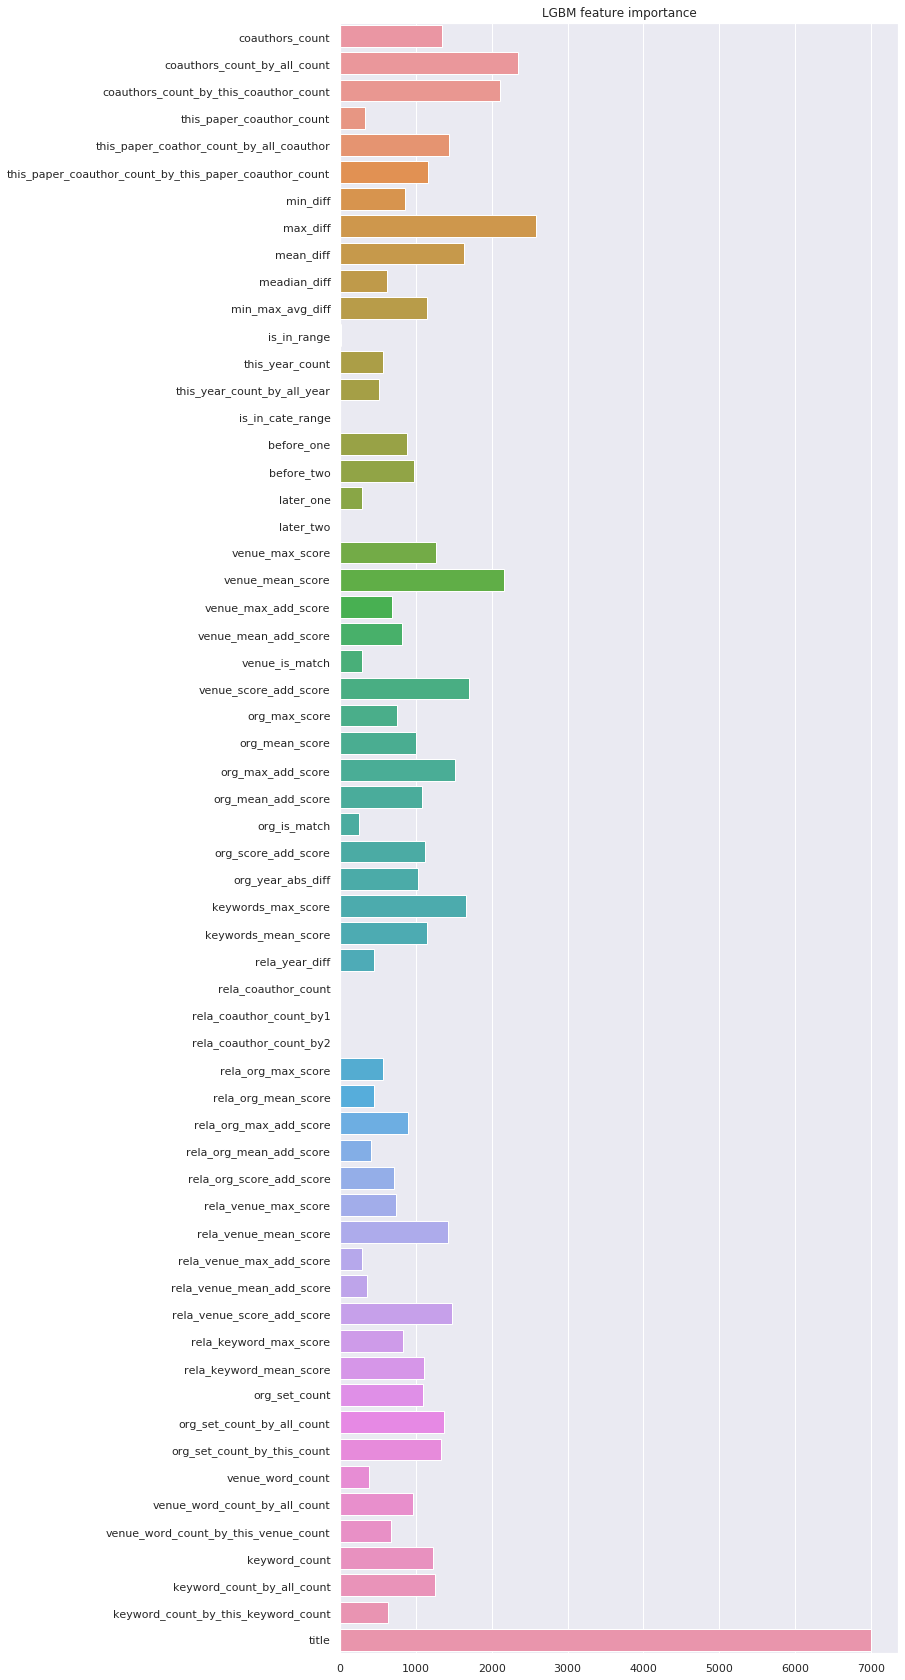 LGBM feature importance
coauthors_count
coauthors_count_by_all_count
coauthors_count_by_this_coauthor_count
this_paper_coauthor_count
this_paper_coathor_count_by_all_coauthor
this_paper_coauthor_count_by_this_paper_coauthor_count
min_diff
max_diff
mean_diff
meadian_diff
min_max_avg_diff
is_in_range
this_year_count
this_year_count_by_all_year
is_in_cate_range
before_one
before_two
later_one
later_two
venue_max_score
venue_mean_score
venue_max_add_score
venue_mean_add_score
venue_is_match
venue_score_add_score
org_max_score
org_mean_score
org_max_add_score
org_mean_add_score
org_is_match
org_score_add_score
org_year_abs_diff
keywords_max_score
keywords_mean_score
rela_year_diff
rela_coauthor_count
rela_coauthor_count_by1
rela_coauthor_count_by2
rela_org_max_score
rela_org_mean_score
rela_org_max_add_score
rela_org_mean_add_score
rela_org_score_add_score
rela_venue_max_score
rela_venue_mean_score
rela_venue_max_add_score
rela_venue_mean_add_score
rela_venue_score_add_score
rela_keyword_max_score
rela_keyword_mean_score
org_set_count
org_set_count_by_all_count
org_set_count_by_this_count
venue_word_count
venue_word_count_by_all_count
venue_word_count_by_this_venue_count
keyword_count
keyword_count_by_all_count
keyword_count_by_this_keyword_count
title
0 1000 2000 3000 4000 5000 6000 7000